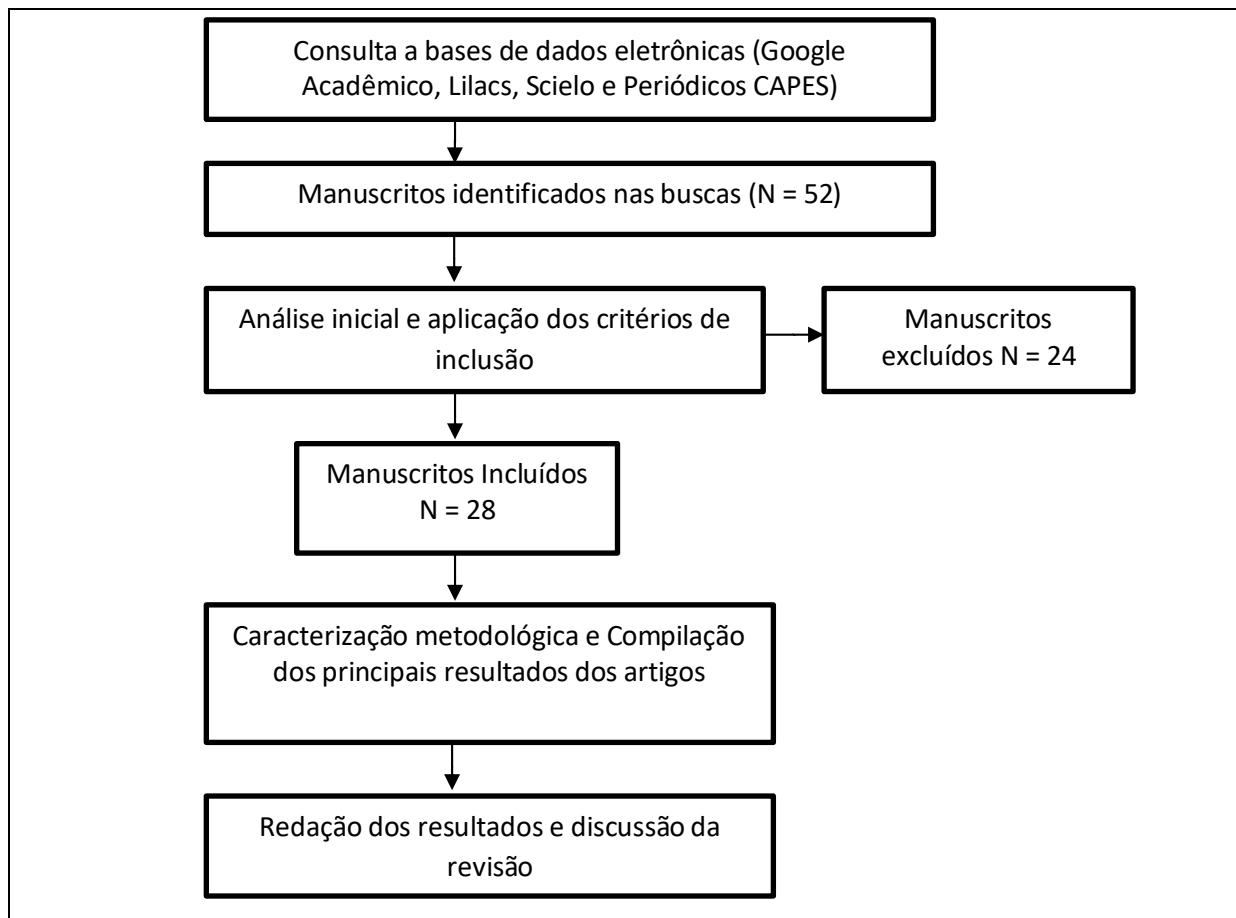 Consulta a bases de dados eletrônicas (Google
Acadêmico, Lilacs, Scielo e Periódicos CAPES)
Manuscritos identificados nas buscas (N = 52)
Análise inicial e aplicação dos critérios de
inclusão
Manuscritos
excluídos N = 24
Manuscritos Incluídos
N = 28
Caracterização metodológica e Compilação
dos principais resultados dos artigos
Redação dos resultados e discussão da
revisão